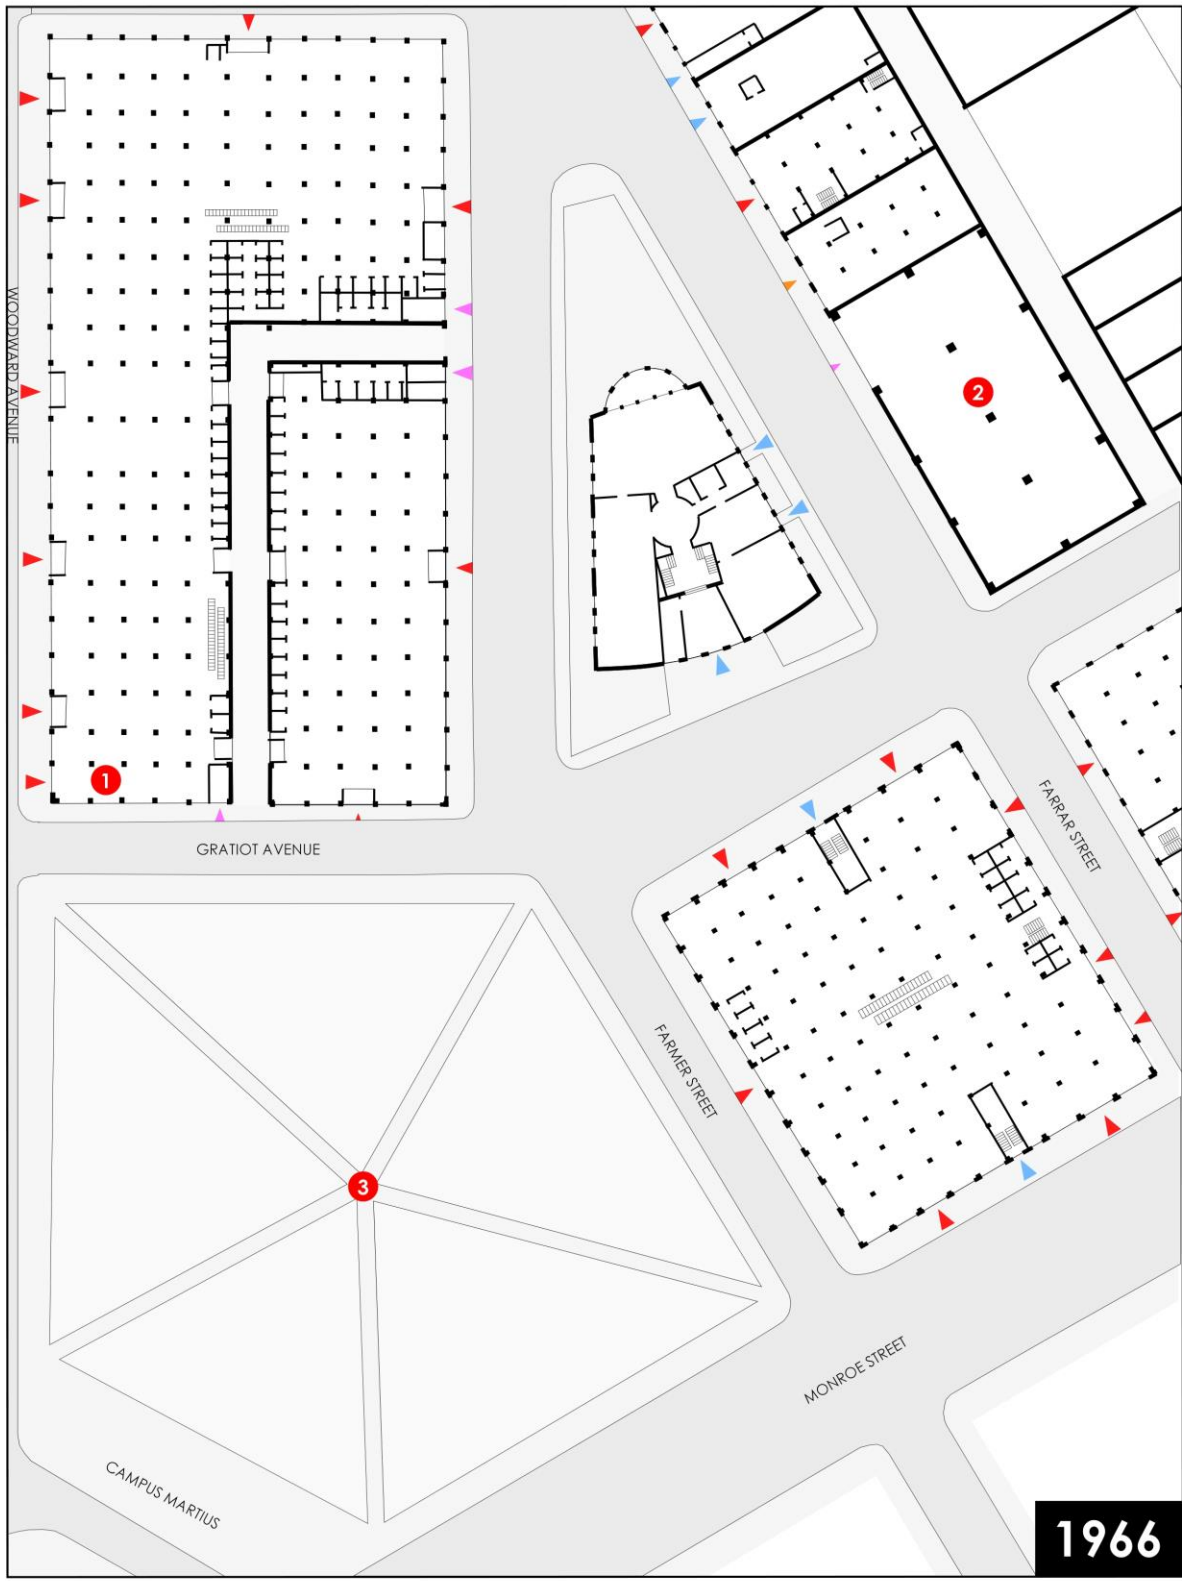 WOODWARD AVENUE
2
1
GRATIOT AVENUE
FARRAR STREET
FARMER STREET
3
MONROE STREET
CAMPUS MARTIUS
1966